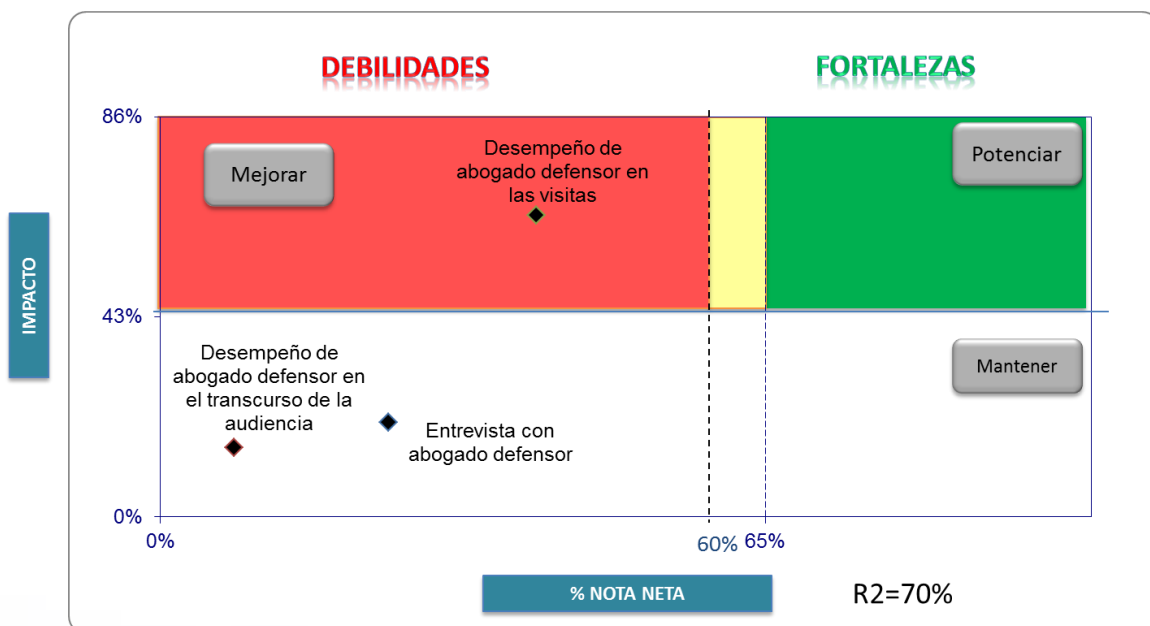 DEBILIDADES
FORTALEZAS
86%
Mejorar
Desempeño de
abogado defensor en
las visitas
Potenciar
IMPACTO
43%
Desempeño de
abogado defensor en
el transcurso de la
audiencia
Entrevista con
abogado defensor
Mantener
0%
0%
60%
65%
% NOTA NETA
R2=70%